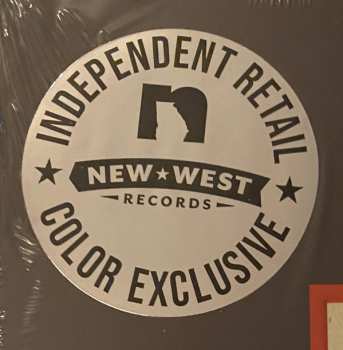 INDEPENDENT RETAIL
n
NEW★WEST
RECORDS
★ COLOR EXCLUSIVE ★